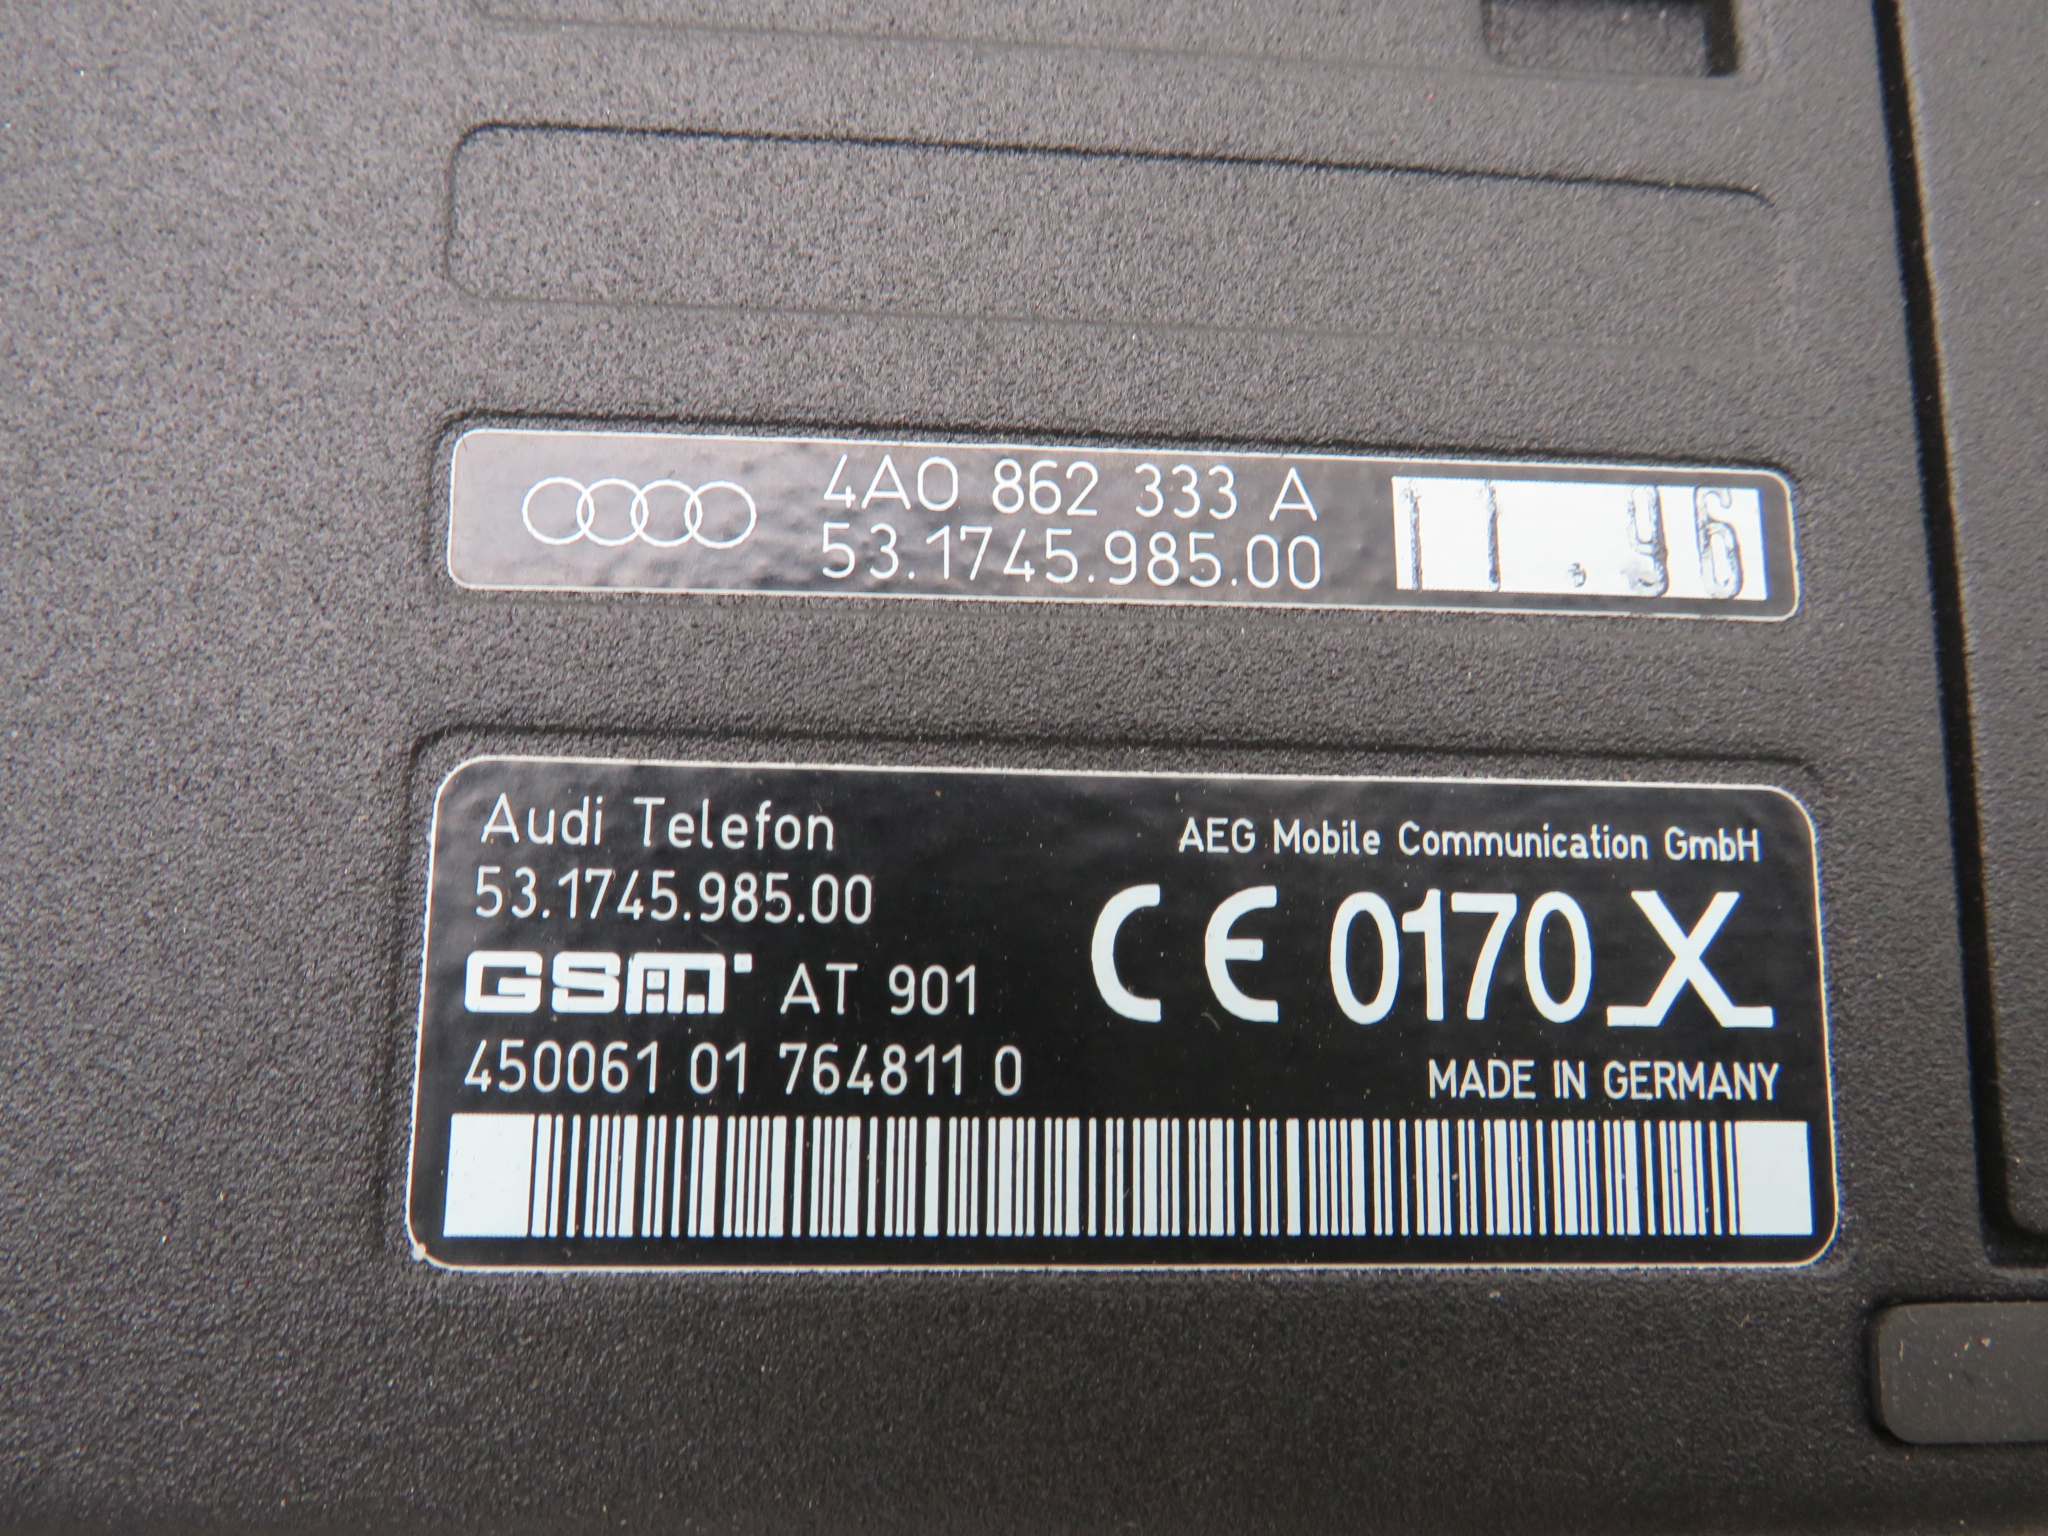 4A0 862 333 A
53.1745.985.00
11.96
Audi Telefon
AEG Mobile Communication GmbH
53.1745.985.00
CE 0170 X
GSM AT 901
450061 01 764811 0
MADE IN GERMANY